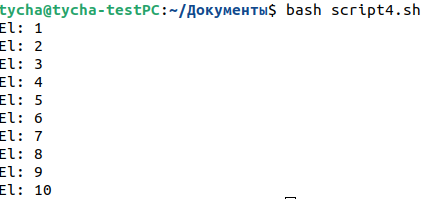 tycha@tycha-testPC:~/Документы$ bash script4.sh
El: 1
El: 2
El: 3
El: 4
El: 5
El: 6
El: 7
El: 8
El: 9
El: 10